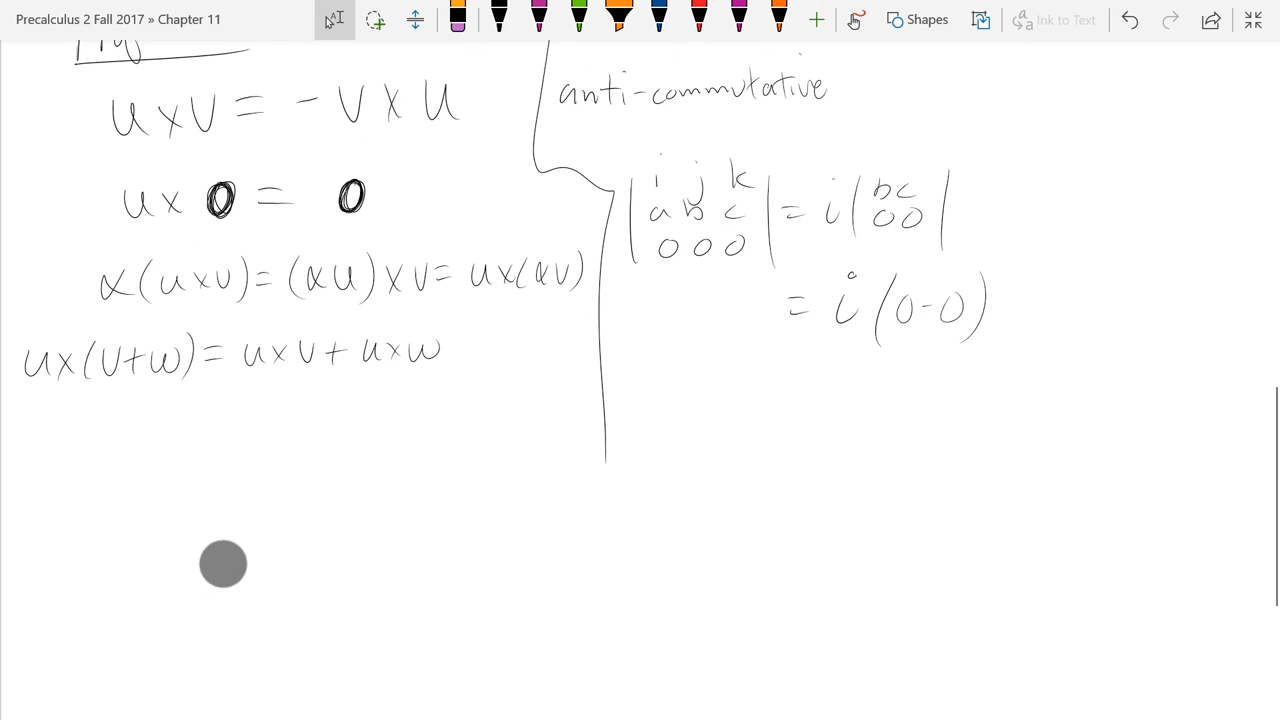 Precalculus 2 Fall 2017 » Chapter 11
Shapes
Ink to Text
u x v = - v x u
u x 0 = 0
α(u x v) = (αu) x v = u x (αv)
u x (v + w) = u x v + u x w
anti-commutative
| i j k | = i | b c |
| a b c | | 0 0 |
| 0 0 0 |
= i (0 - 0)